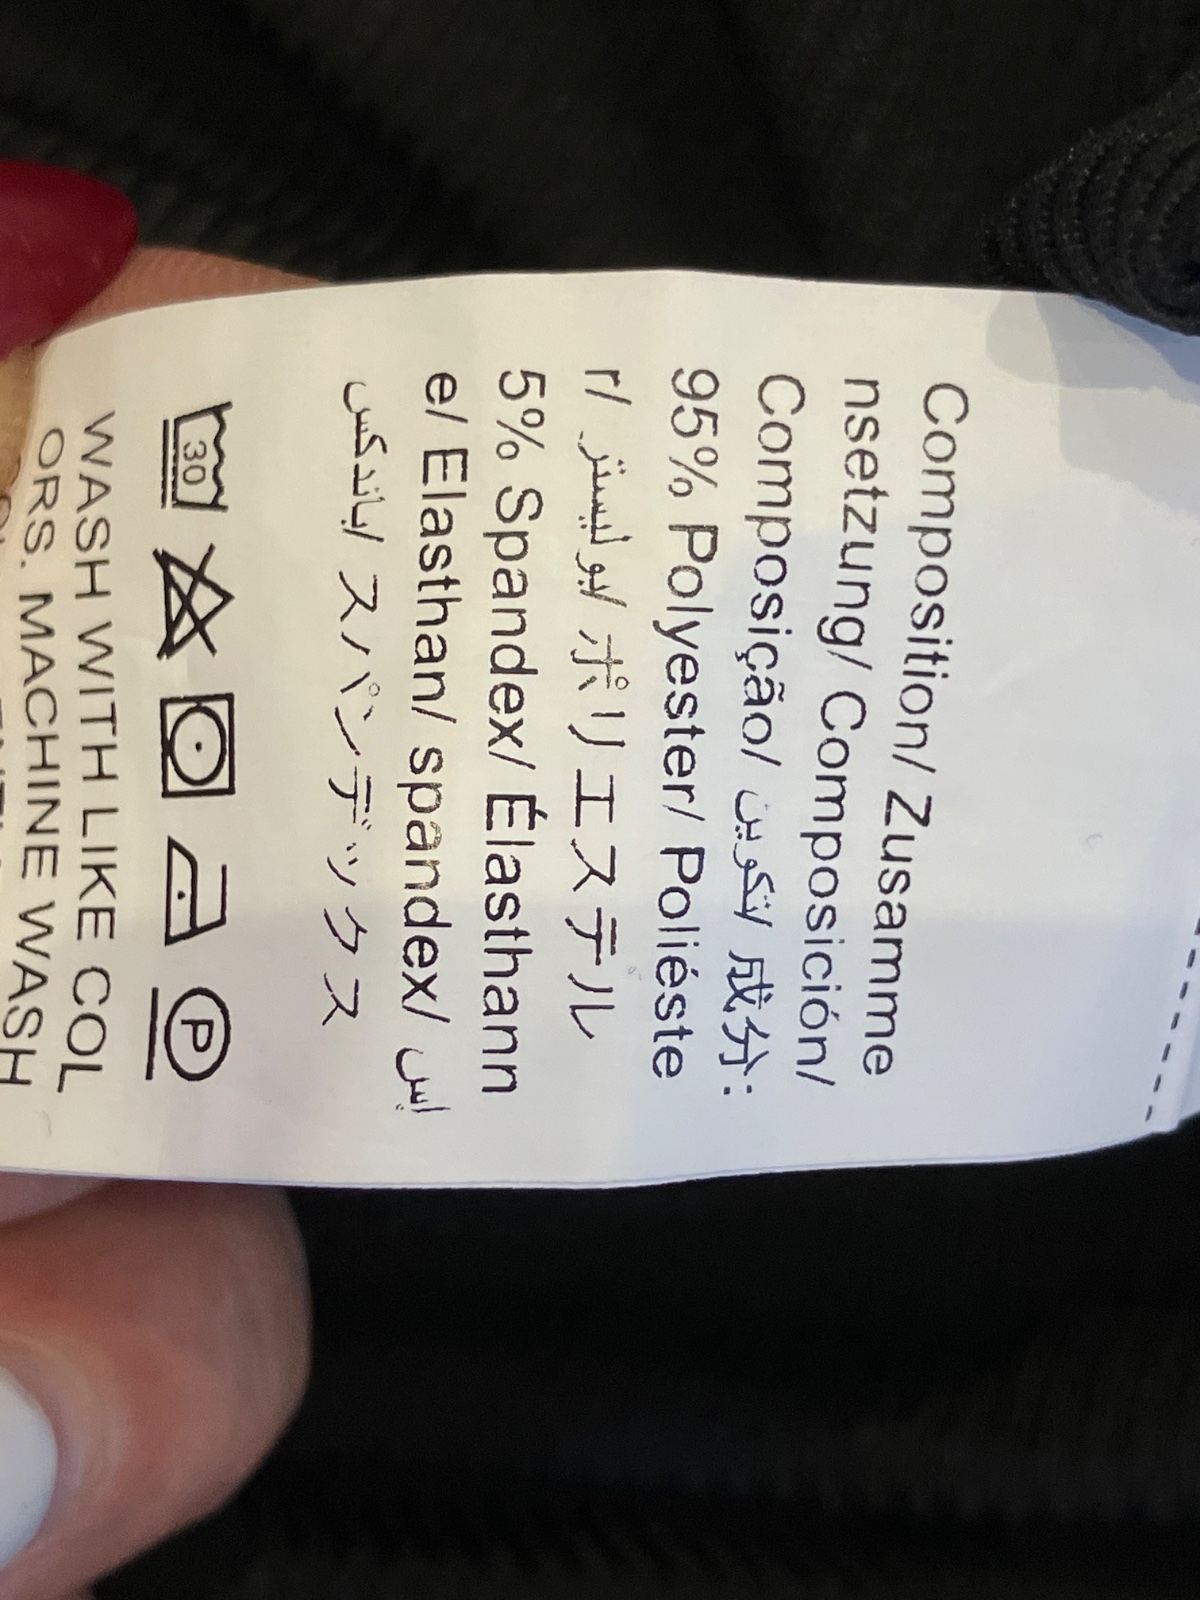 Composition/ Zusamme
nsetzung/ Composición/
Composição/ تكوين/ 成分:
95% Polyester/ Poliéste
r/ بوليستر/ ポリエステル
5% Spandex/ Élasthann
e/ Elasthan/ spandex/ إس
باندكس/ スパンデックス
30 P
WASH WITH LIKE COL
ORS. MACHINE WASH